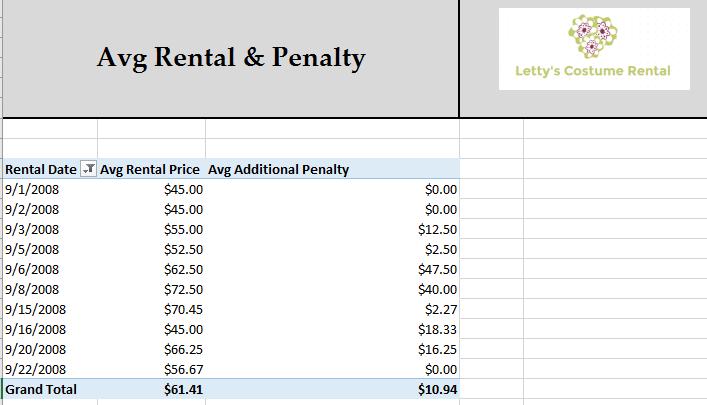 Avg Rental & Penalty
Letty's Costume Rental
Rental Date Avg Rental Price Avg Additional Penalty
9/1/2008 $45.00 $0.00
9/2/2008 $45.00 $0.00
9/3/2008 $55.00 $12.50
9/5/2008 $52.50 $2.50
9/6/2008 $62.50 $47.50
9/8/2008 $72.50 $40.00
9/15/2008 $70.45 $2.27
9/16/2008 $45.00 $18.33
9/20/2008 $66.25 $16.25
9/22/2008 $56.67 $0.00
Grand Total $61.41 $10.94